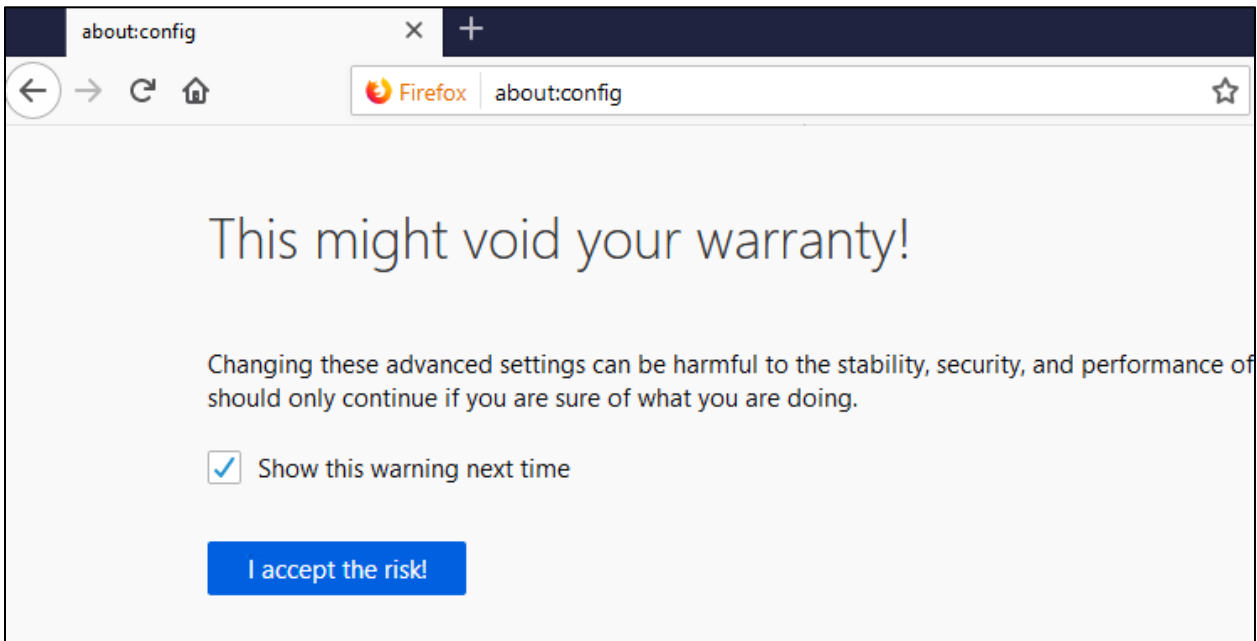 about:config
Firefox about:config
This might void your warranty!
Changing these advanced settings can be harmful to the stability, security, and performance of
should only continue if you are sure of what you are doing.
Show this warning next time
I accept the risk!